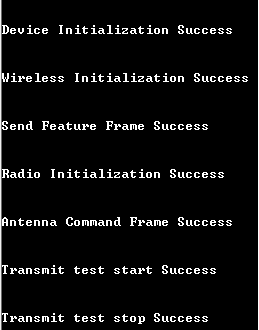 Device Initialization Success
Wireless Initialization Success
Send Feature Frame Success
Radio Initialization Success
Antenna Command Frame Success
Transmit test start Success
Transmit test stop Success